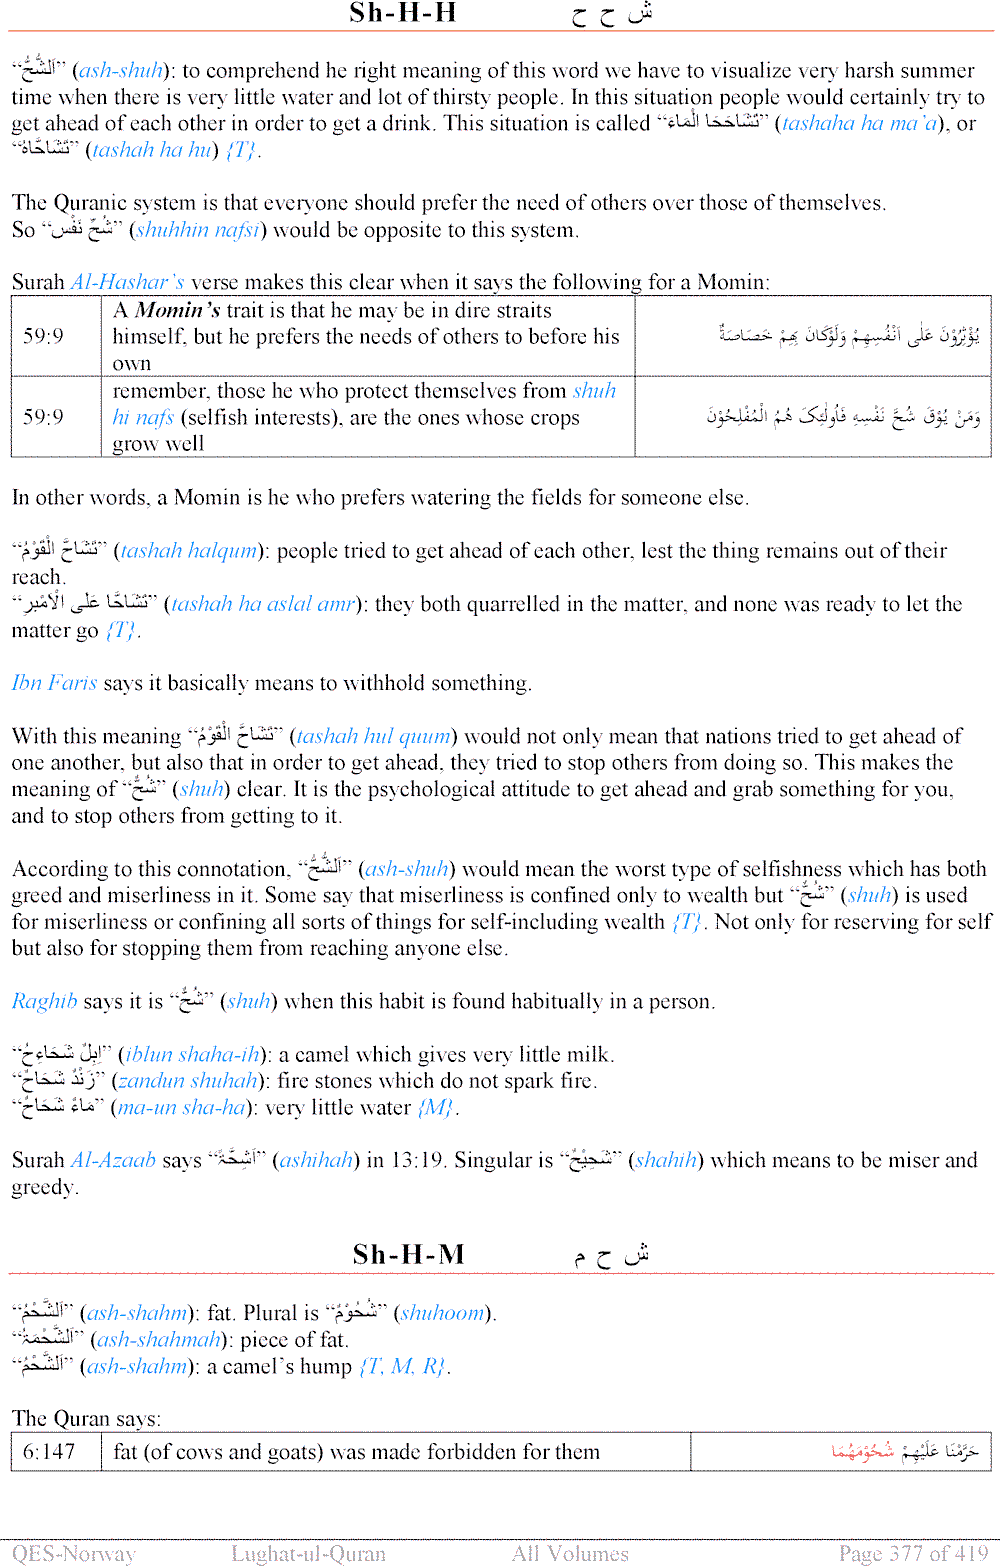 Sh-H-H ش ح ح
“اَلشُّحُّ” (ash-shuh): to comprehend he right meaning of this word we have to visualize very harsh summer
time when there is very little water and lot of thirsty people. In this situation people would certainly try to
get ahead of each other in order to get a drink. This situation is called “تَشَاحَحَا الْمَاءَ” (tashaha ha ma’a), or
“تَشَاحَّاهُ” (tashah ha hu) {T}.
The Quranic system is that everyone should prefer the need of others over those of themselves.
So “شُحَّ نَفْسِ” (shuhhin nafsi) would be opposite to this system.
Surah Al-Hashar’s verse makes this clear when it says the following for a Momin:
A Momin’s trait is that he may be in dire straits
59:9 himself, but he prefers the needs of others to before his يُؤْثِرُوْنَ عَلٰى اَنْفُسِهِمْ وَلَوْكَانَ بِهِمْ خَصَاصَةٌ
own
remember, those he who protect themselves from shuh
59:9 hi nafs (selfish interests), are the ones whose crops وَمَنْ يُوْقَ شُحَّ نَفْسِهِ فَأُولٰئِكَ هُمُ الْمُفْلِحُوْنَ
grow well
In other words, a Momin is he who prefers watering the fields for someone else.
“تَشَاحَّ الْقَوْمُ” (tashah halqum): people tried to get ahead of each other, lest the thing remains out of their
reach.
“تَشَاحَّا عَلَى الْاَمْرِ” (tashah ha aslal amr): they both quarrelled in the matter, and none was ready to let the
matter go {T}.
Ibn Faris says it basically means to withhold something.
With this meaning “تَشَاحَّ الْقَوْمُ” (tashah hul quum) would not only mean that nations tried to get ahead of
one another, but also that in order to get ahead, they tried to stop others from doing so. This makes the
meaning of “شُحٌّ” (shuh) clear. It is the psychological attitude to get ahead and grab something for you,
and to stop others from getting to it.
According to this connotation, “اَلشُّحُّ” (ash-shuh) would mean the worst type of selfishness which has both
greed and miserliness in it. Some say that miserliness is confined only to wealth but “شُحٌّ” (shuh) is used
for miserliness or confining all sorts of things for self-including wealth {T}. Not only for reserving for self
but also for stopping them from reaching anyone else.
Raghib says it is “شُحٌّ” (shuh) when this habit is found habitually in a person.
“اِبِلٌ شَحَاءِحُ” (iblun shaha-ih): a camel which gives very little milk.
“زَنْدٌ شَحَاحٌ” (zandun shuhah): fire stones which do not spark fire.
“مَاءٌ شَحَاحٌ” (ma-un sha-ha): very little water {M}.
Surah Al-Azaab says “اَشِحَّةً” (ashihah) in 13:19. Singular is “شَحِيْحٌ” (shahih) which means to be miser and
greedy.
Sh-H-M ش ح م
“اَلشَّحْمُ” (ash-shahm): fat. Plural is “شُحُوْمٌ” (shuhoom).
“اَلشَّحْمَةُ” (ash-shahmah): piece of fat.
“اَلشَّحْمُ” (ash-shahm): a camel’s hump {T, M, R}.
The Quran says:
6:147 fat (of cows and goats) was made forbidden for them حَرَّمْنَا عَلَيْهِمْ شُحُوْمَهُمَا
QES-Norway Lughat-ul-Quran All Volumes Page 377 of 419